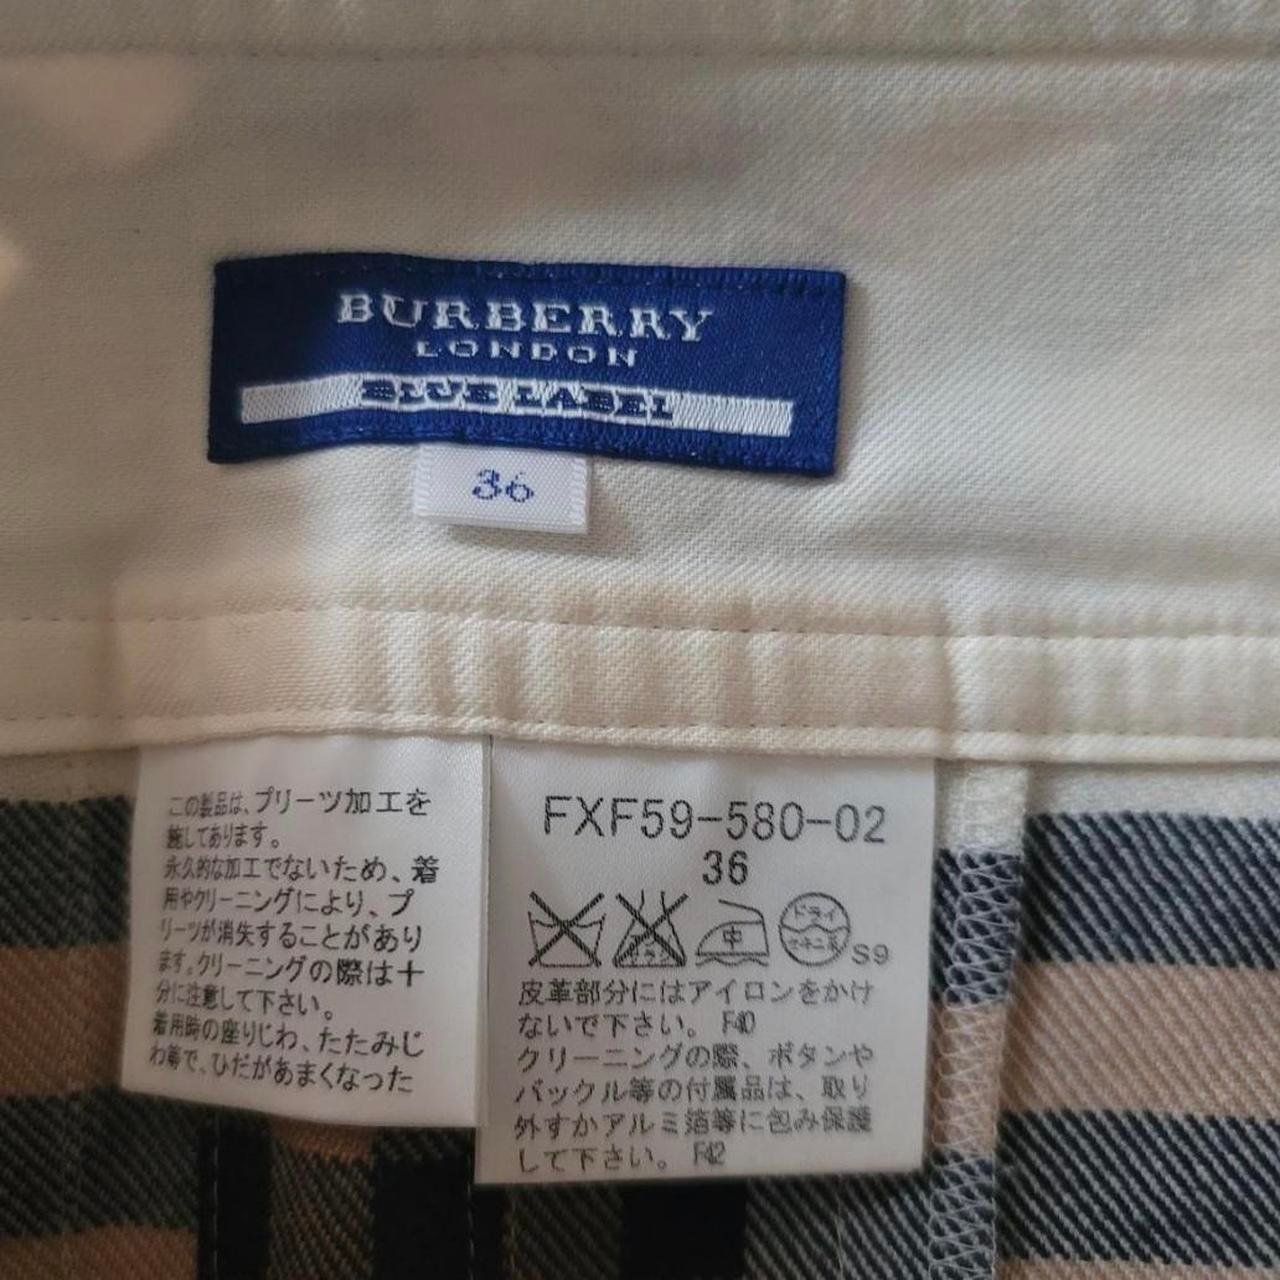 BURBERRY
LONDON
BLUE LABEL
36
この製品は、プリーツ加工を
施してあります。
永久的な加工でないため、着
用やクリーニングにより、プ
リーツが消失することがあり
ます。クリーニングの際は十
分に注意して下さい。
着用時の座りじわ、たたみじ
わ等で、ひだがあまくなった
FXF59-580-02
36
中
ドライ
S9
皮革部分にはアイロンをかけ
ないで下さい。 F40
クリーニングの際、ボタンや
バックル等の付属品は、取り
外すかアルミ箔等に包み保護
して下さい。 F42